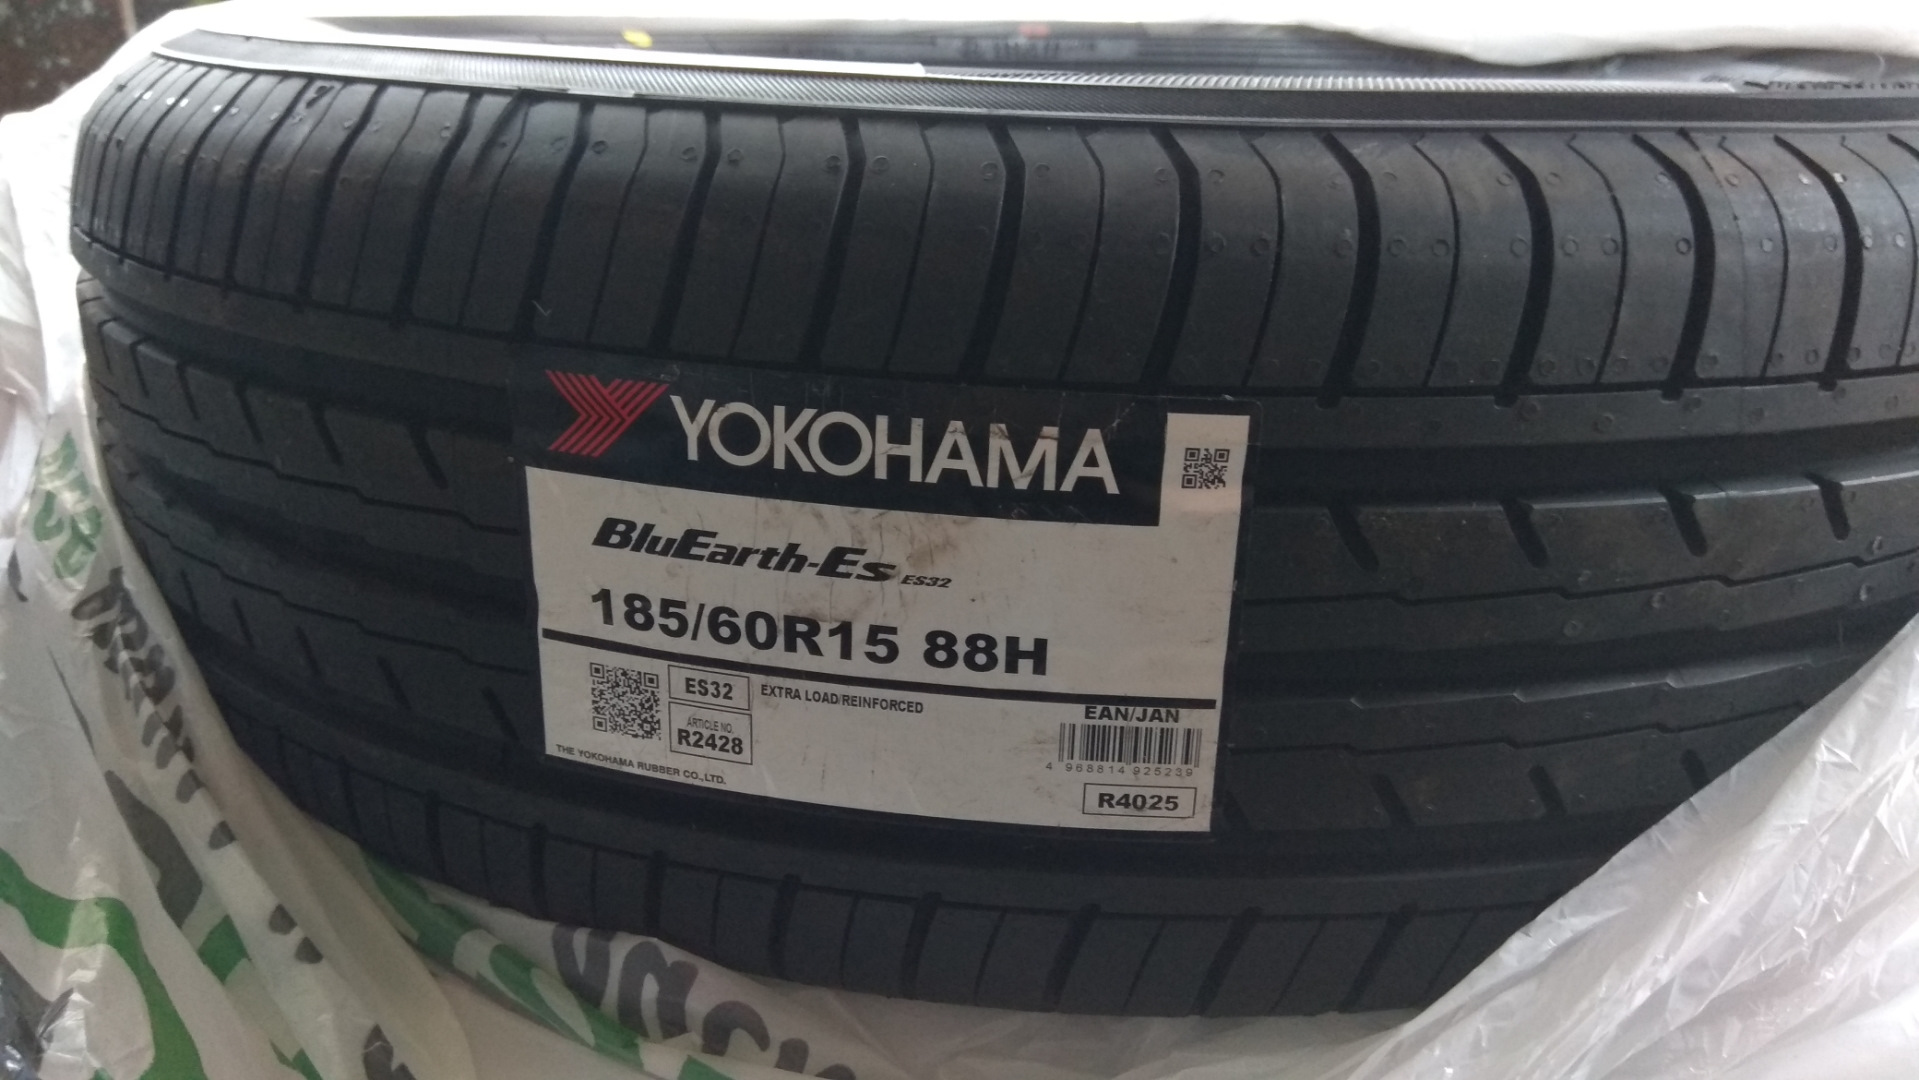 YOKOHAMA
BluEarth-Es ES32
185/60R15 88H
ES32
EXTRA LOAD/REINFORCED
ARTICLE NO.
R2428
THE YOKOHAMA RUBBER CO.,LTD.
EAN/JAN
4 968814 925239
R4025